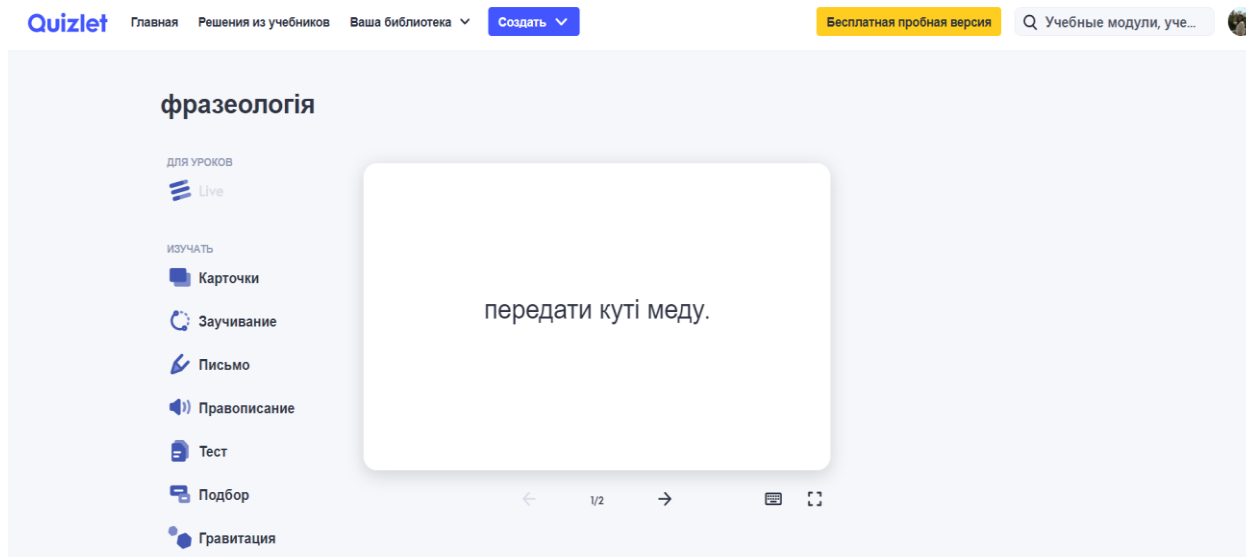 Quizlet Главная Решения из учебников Ваша библиотека Создать Бесплатная пробная версия Учебные модули, уче...
фразеологія
ДЛЯ УРОКОВ
Live
ИЗУЧАТЬ
Карточки
Заучивание
Письмо
Правописание
Тест
Подбор
Гравитация
передати куті меду.
1/2